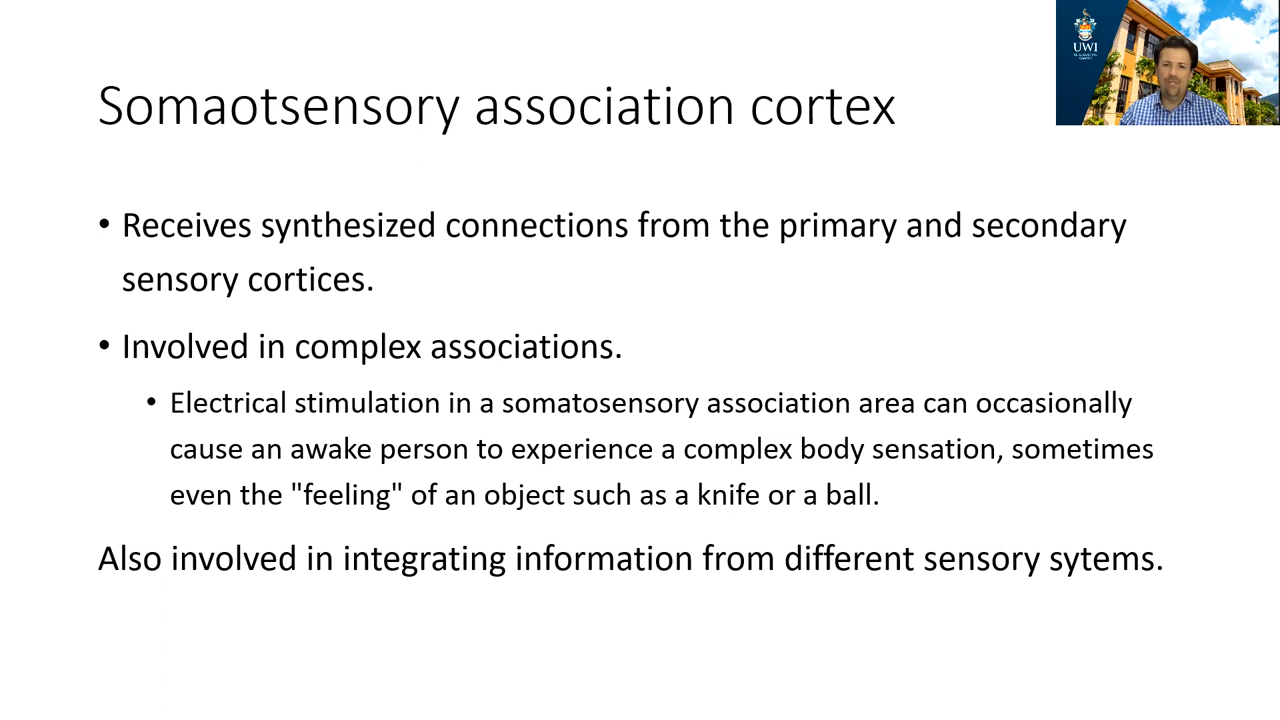 Somaotsensory association cortex
UWI
• Receives synthesized connections from the primary and secondary
sensory cortices.
• Involved in complex associations.
• Electrical stimulation in a somatosensory association area can occasionally
cause an awake person to experience a complex body sensation, sometimes
even the "feeling" of an object such as a knife or a ball.
Also involved in integrating information from different sensory sytems.